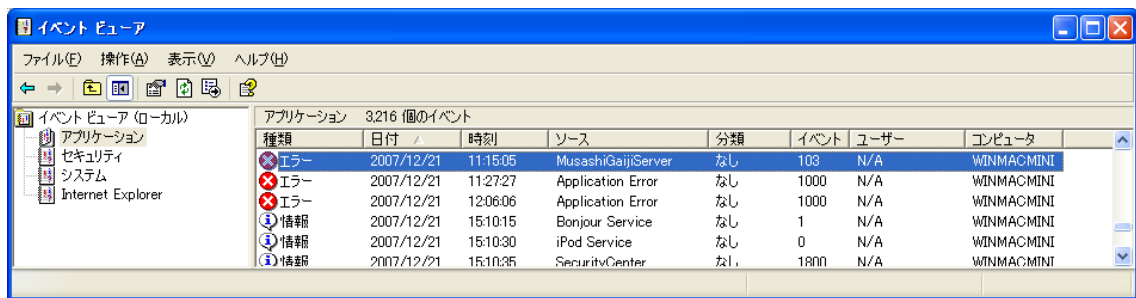 イベント ビューア
ファイル(F) 操作(A) 表示(V) ヘルプ(H)
イベント ビューア (ローカル)
アプリケーション
セキュリティ
システム
Internet Explorer
アプリケーション 3,216 個のイベント
種類 日付 時刻 ソース 分類 イベント ユーザー コンピュータ
エラー 2007/12/21 11:15:05 MusashiGaijiServer なし 103 N/A WINMACMINI
エラー 2007/12/21 11:27:27 Application Error なし 1000 N/A WINMACMINI
エラー 2007/12/21 12:06:06 Application Error なし 1000 N/A WINMACMINI
情報 2007/12/21 15:10:15 Bonjour Service なし 1 N/A WINMACMINI
情報 2007/12/21 15:10:30 iPod Service なし 0 N/A WINMACMINI
情報 2007/12/21 15:10:35 SecurityCenter なし 1800 N/A WINMACMINI